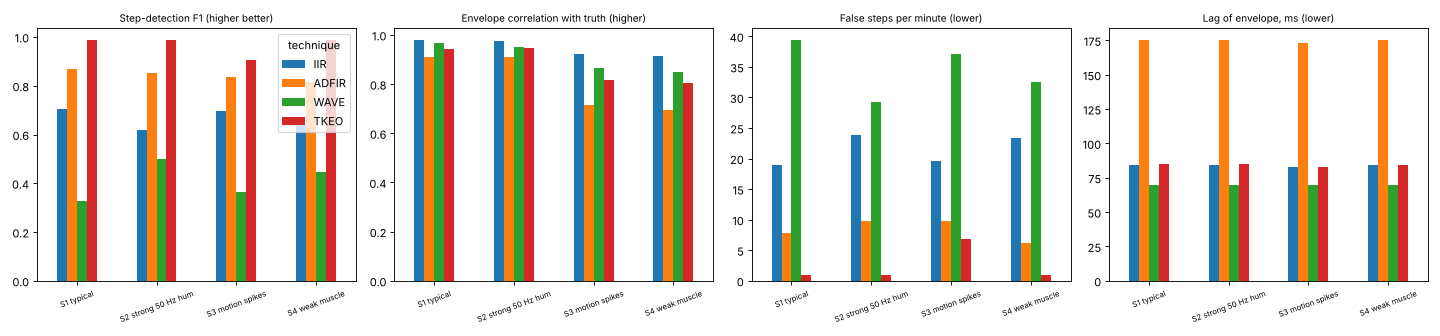 Step-detection F1 (higher better)
1.0
0.8
0.6
0.4
0.2
0.0
technique
IIR
ADFIR
WAVE
TKEO
S1 typical
S2 strong 50 Hz hum
S3 motion spikes
S4 weak muscle
Envelope correlation with truth (higher)
1.0
0.8
0.6
0.4
0.2
0.0
S1 typical
S2 strong 50 Hz hum
S3 motion spikes
S4 weak muscle
False steps per minute (lower)
40
35
30
25
20
15
10
5
0
S1 typical
S2 strong 50 Hz hum
S3 motion spikes
S4 weak muscle
Lag of envelope, ms (lower)
175
150
125
100
75
50
25
0
S1 typical
S2 strong 50 Hz hum
S3 motion spikes
S4 weak muscle